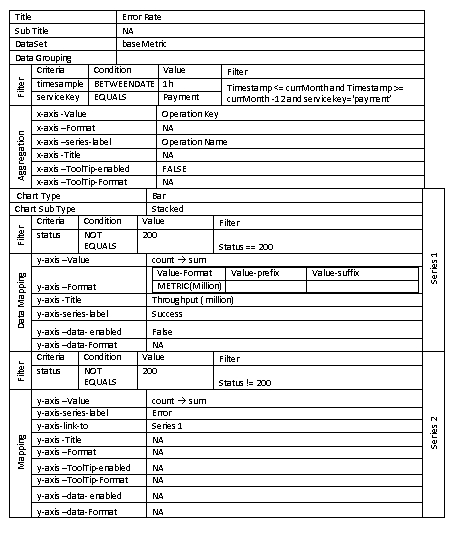 Title Error Rate
Sub Title NA
DataSet baseMetric
Data Grouping
Filter
Criteria Condition Value Filter
timesample BETWEENDATE 1h Timestamp <= currMonth and Timestamp >=
serviceKey EQUALS Payment currMonth -12 and servicekey='payment'
Aggregation
x-axis -Value Operation Key
x-axis –Format NA
x-axis –series-label Operation Name
x-axis -Title NA
x-axis –ToolTip-enabled FALSE
x-axis –ToolTip-Format NA
Series 1
Chart Type Bar
Chart Sub Type Stacked
Filter
Criteria Condition Value Filter
status NOT 200
EQUALS Status == 200
Data Mapping
y-axis –Value count → sum
Value-Format Value-prefix Value-suffix
y-axis –Format METRIC(Million)
y-axis -Title Throughput ( million)
y-axis-series-label Success
y-axis –data- enabled False
y-axis –data-Format NA
Series 2
Filter
Criteria Condition Value Filter
status NOT 200
EQUALS Status != 200
Mapping
y-axis –Value count → sum
y-axis-series-label Error
y-axis-link-to Series 1
y-axis -Title NA
y-axis –Format NA
y-axis –ToolTip-enabled NA
y-axis –ToolTip-Format NA
y-axis –data- enabled NA
y-axis –data-Format NA